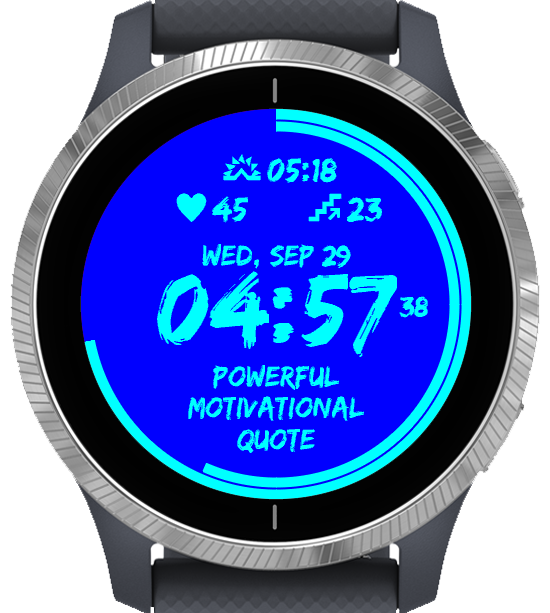 05:18
45 23
WED, SEP 29
04:57 38
POWERFUL
MOTIVATIONAL
QUOTE